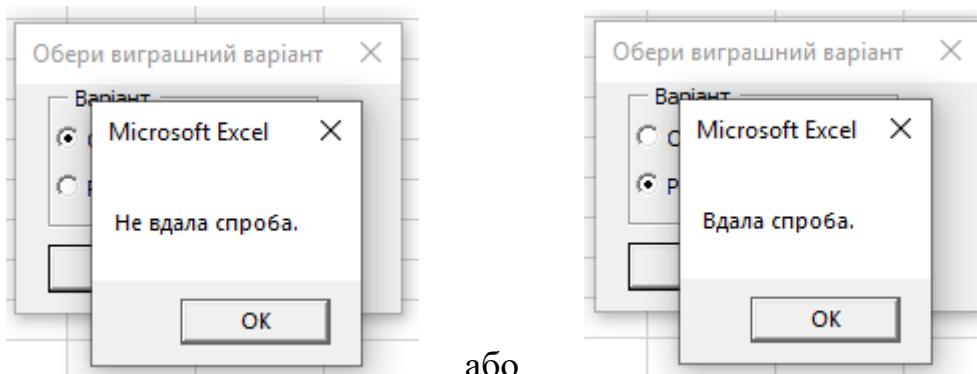 Обери виграшний варіант
Варіант
Microsoft Excel
Не вдала спроба.
OK
або
Обери виграшний варіант
Варіант
Microsoft Excel
Вдала спроба.
OK